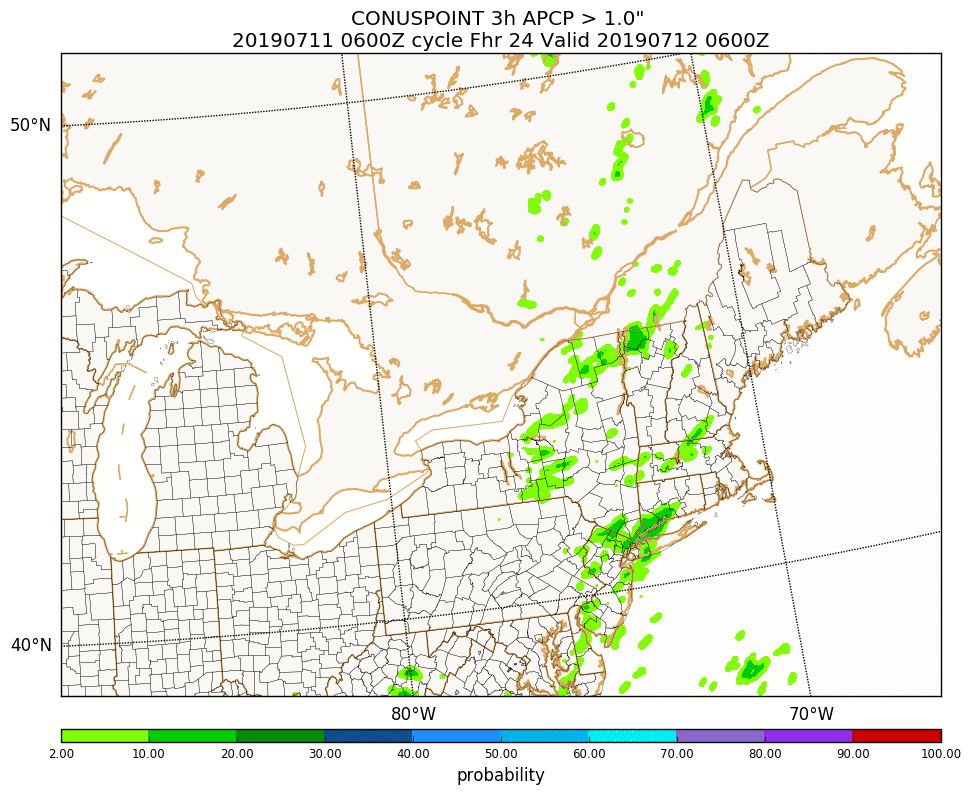 CONUSPOINT 3h APCP > 1.0"
20190711 0600Z cycle Fhr 24 Valid 20190712 0600Z
50°N
40°N
80°W 70°W
2.00 10.00 20.00 30.00 40.00 50.00 60.00 70.00 80.00 90.00 100.00
probability